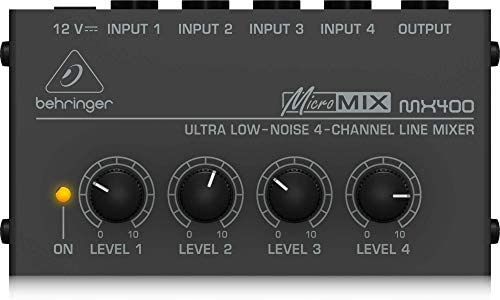 12 V⎓ INPUT 1 INPUT 2 INPUT 3 INPUT 4 OUTPUT
behringer
MicroMIX MX400
ULTRA LOW-NOISE 4-CHANNEL LINE MIXER
0 10 0 10 0 10 0 10
ON LEVEL 1 LEVEL 2 LEVEL 3 LEVEL 4